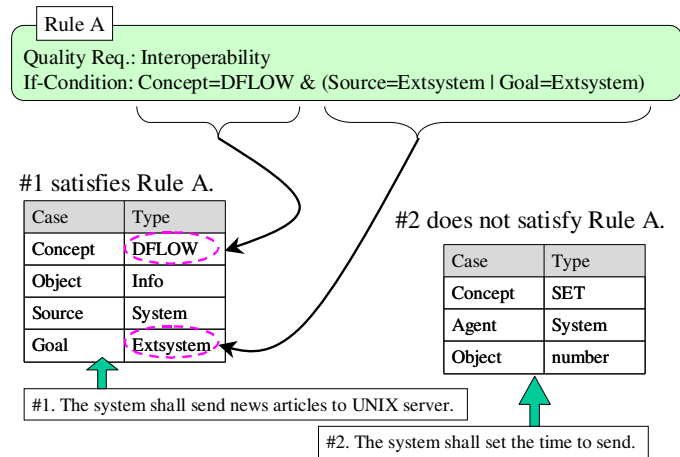 Rule A
Quality Req.: Interoperability
If-Condition: Concept=DFLOW & (Source=Extsystem | Goal=Extsystem)
#1 satisfies Rule A.
Case Type
Concept DFLOW
Object Info
Source System
Goal Extsystem
#1. The system shall send news articles to UNIX server.
#2 does not satisfy Rule A.
Case Type
Concept SET
Agent System
Object number
#2. The system shall set the time to send.